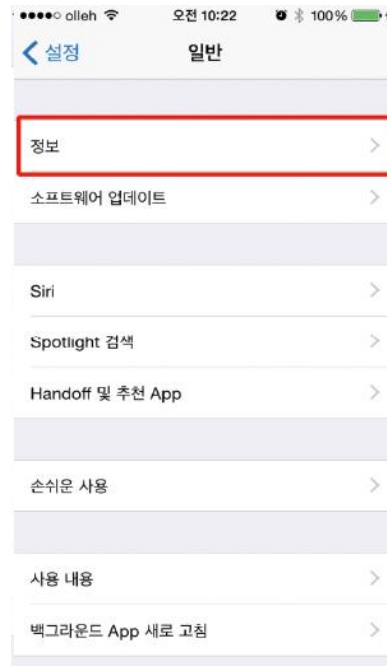 olleh 오전 10:22 100%
설정 일반
정보
소프트웨어 업데이트
Siri
Spotlight 검색
Handoff 및 추천 App
손쉬운 사용
사용 내용
백그라운드 App 새로 고침